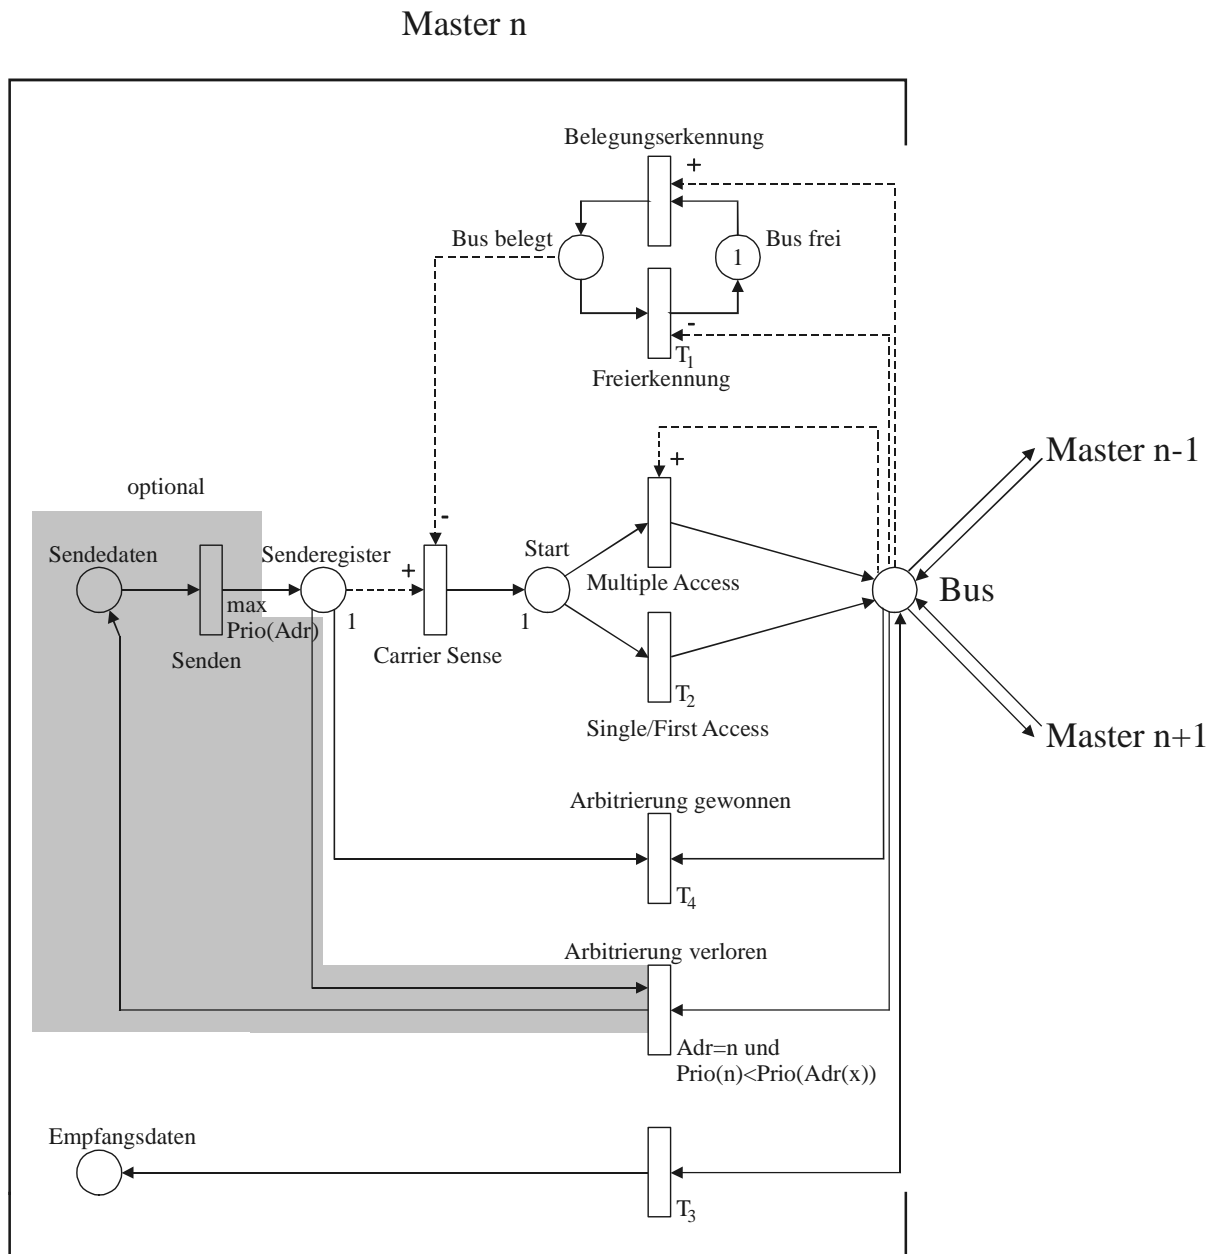 Master n
Belegungserkennung
+
Bus belegt
1
Bus frei
-
T1
Freierkennung
Master n-1
+
optional
-
Sendedaten
Senderegister
Start
+
Multiple Access
Bus
max
Prio(Adr)
1
1
Senden
Carrier Sense
T2
Single/First Access
Master n+1
Arbitrierung gewonnen
T4
Arbitrierung verloren
Adr=n und
Prio(n)<Prio(Adr(x))
Empfangsdaten
T3